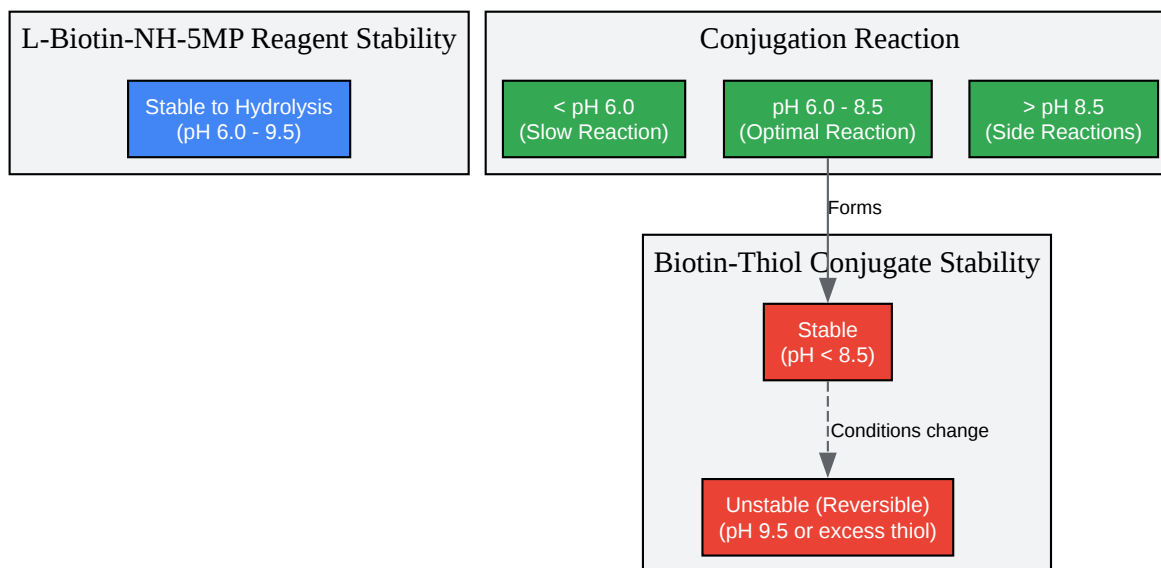 L-Biotin-NH-5MP Reagent Stability
Stable to Hydrolysis
(pH 6.0 - 9.5)
Conjugation Reaction
< pH 6.0
(Slow Reaction)
pH 6.0 - 8.5
(Optimal Reaction)
> pH 8.5
(Side Reactions)
Forms
Biotin-Thiol Conjugate Stability
Stable
(pH < 8.5)
Conditions change
Unstable (Reversible)
(pH 9.5 or excess thiol)